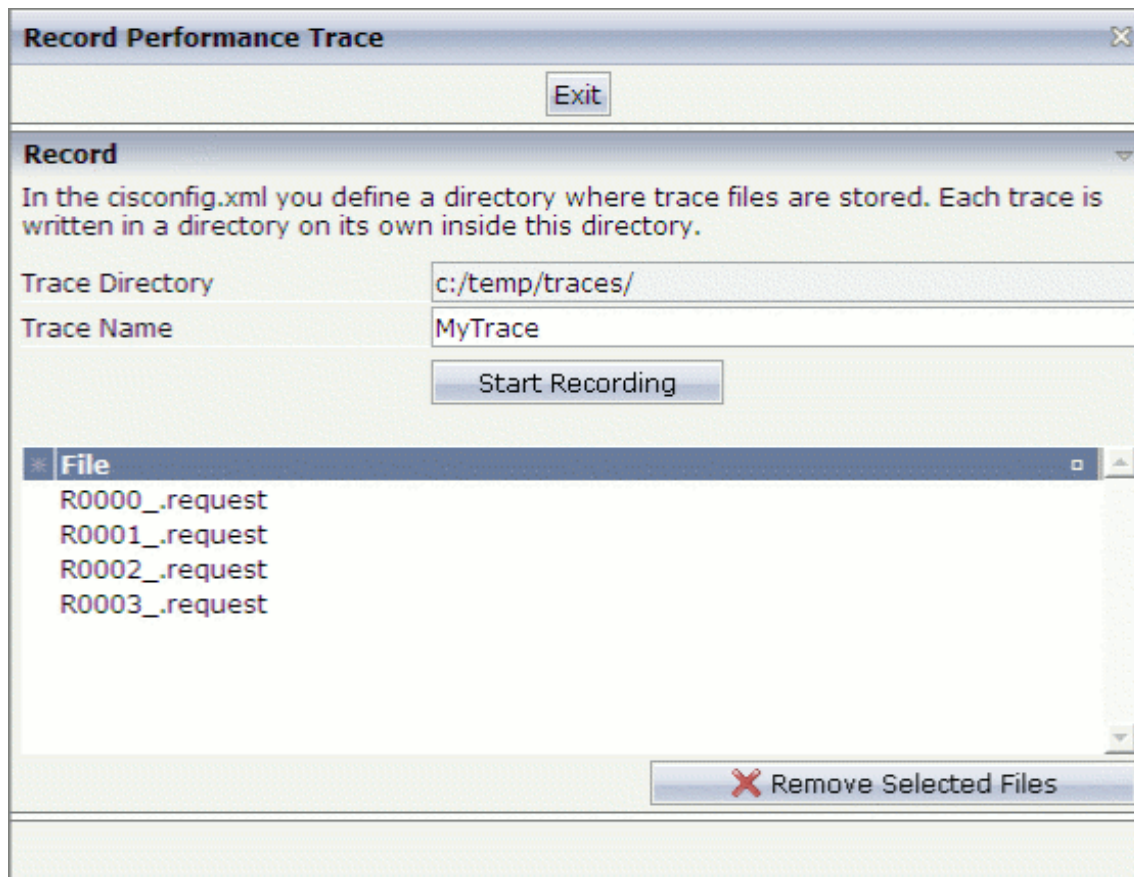 Record Performance Trace
Exit
Record
In the cisconfig.xml you define a directory where trace files are stored. Each trace is
written in a directory on its own inside this directory.
Trace Directory
c:/temp/traces/
Trace Name
MyTrace
Start Recording
File
R0000_.request
R0001_.request
R0002_.request
R0003_.request
Remove Selected Files